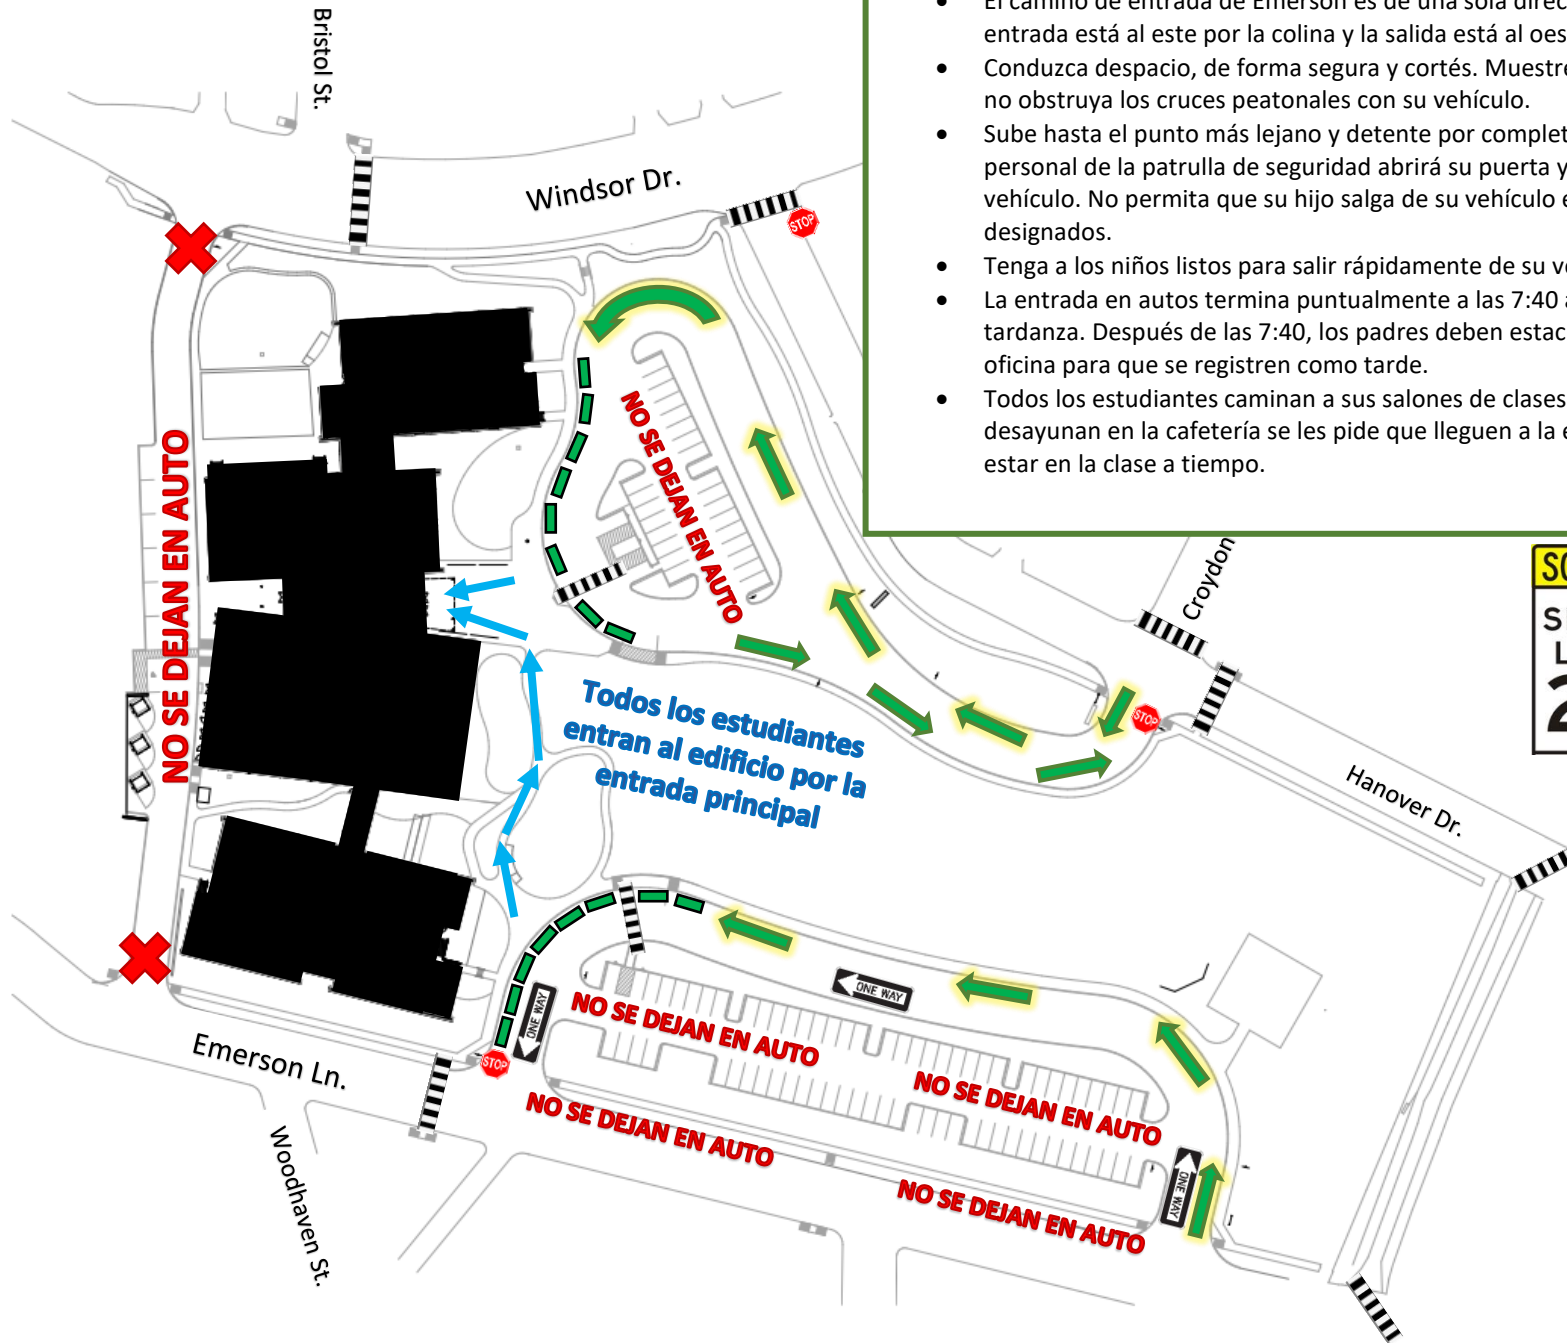 El camino de entrada de Emerson es de una sola
entrada está al este por la colina y la salida está al
Conduzca despacio, de forma segura y cortés.
no obstruya los cruces peatonales con su vehículo.
Sube hasta el punto más lejano y detente por
personal de la patrulla de seguridad abrirá su puerta y
vehículo. No permita que su hijo salga de su vehículo
designados.
Tenga a los niños listos para salir rápidamente de su
La entrada en autos termina puntualmente a las 7:40
tardanza. Después de las 7:40, los padres deben
oficina para que se registren como tarde.
Todos los estudiantes caminan a sus salones de clases
desayunan en la cafetería se les pide que lleguen a la
estar en la clase a tiempo.
Bristol St.
Windsor Dr.
STOP
NO SE DEJAN EN AUTO
NO SE DEJAN EN AUTO
Croydon
STOP
Todos los estudiantes
entran al edificio por la
entrada principal
Hanover Dr.
ONE WAY
ONE WAY
NO SE DEJAN EN AUTO
STOP
Emerson Ln.
NO SE DEJAN EN AUTO
NO SE DEJAN EN AUTO
ONE WAY
NO SE DEJAN EN AUTO
Woodhaven St.